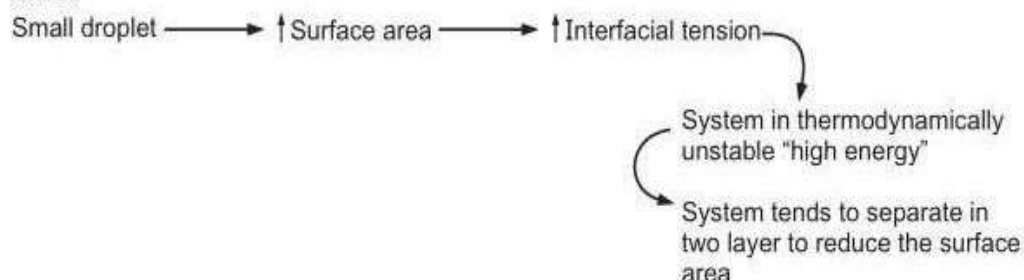 Small droplet → ↑ Surface area → ↑ Interfacial tension
System in thermodynamically
unstable “high energy”
System tends to separate in
two layer to reduce the surface
area